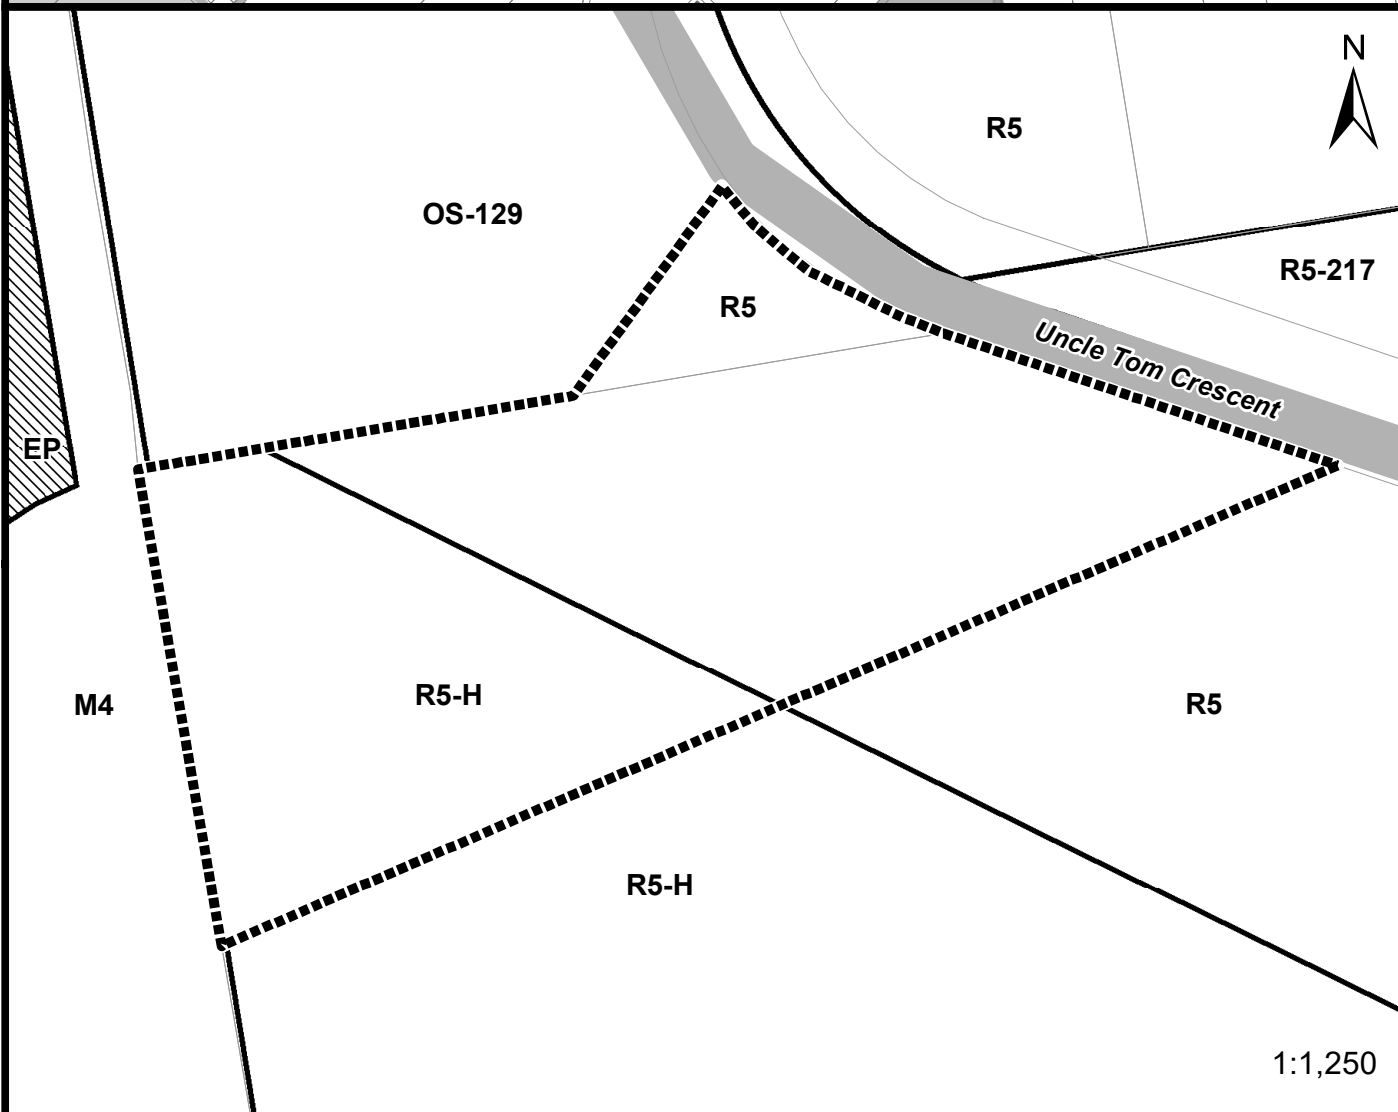 N
R5
OS-129
R5-217
R5
Uncle Tom Crescent
EP
R5-H
M4
R5
R5-H
1:1,250